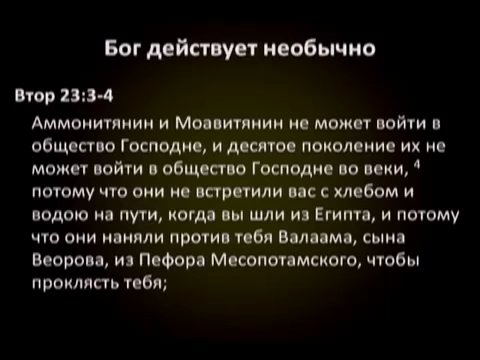 Бог действует необычно
Втор 23:3-4
Аммонитянин и Моавитянин не может войти в
общество Господне, и десятое поколение их не
может войти в общество Господне во веки, ⁴
потому что они не встретили вас с хлебом и
водою на пути, когда вы шли из Египта, и потому
что они наняли против тебя Валаама, сына
Веорова, из Пефора Месопотамского, чтобы
проклясть тебя;